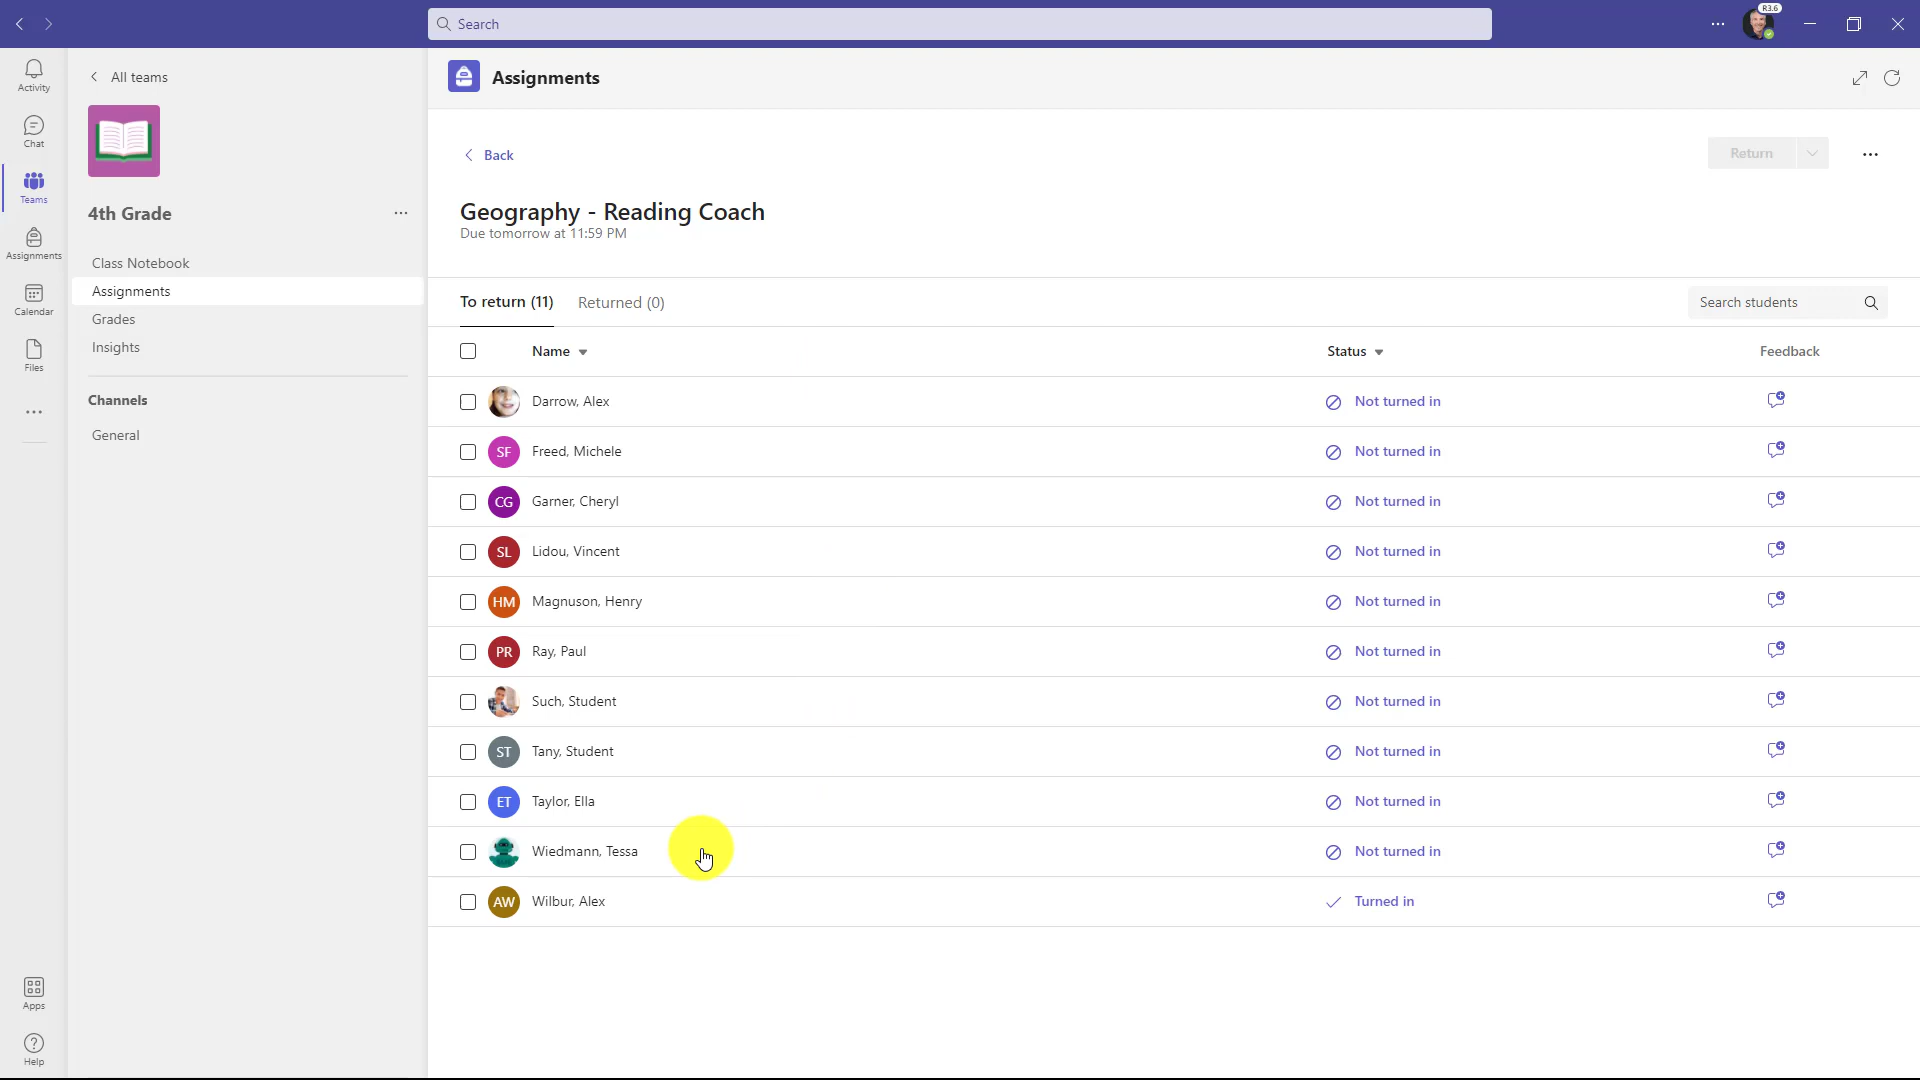 Search
R3.6
Activity
Chat
Teams
Assignments
Calendar
Files
Apps
Help
All teams
4th Grade
Class Notebook
Assignments
Grades
Insights
Channels
General
Assignments
Back
Return
Geography - Reading Coach
Due tomorrow at 11:59 PM
To return (11) Returned (0)
Search students
Name Status Feedback
Darrow, Alex Not turned in
SF Freed, Michele Not turned in
CG Garner, Cheryl Not turned in
SL Lidou, Vincent Not turned in
HM Magnuson, Henry Not turned in
PR Ray, Paul Not turned in
Such, Student Not turned in
ST Tany, Student Not turned in
ET Taylor, Ella Not turned in
Wiedmann, Tessa Not turned in
AW Wilbur, Alex Turned in